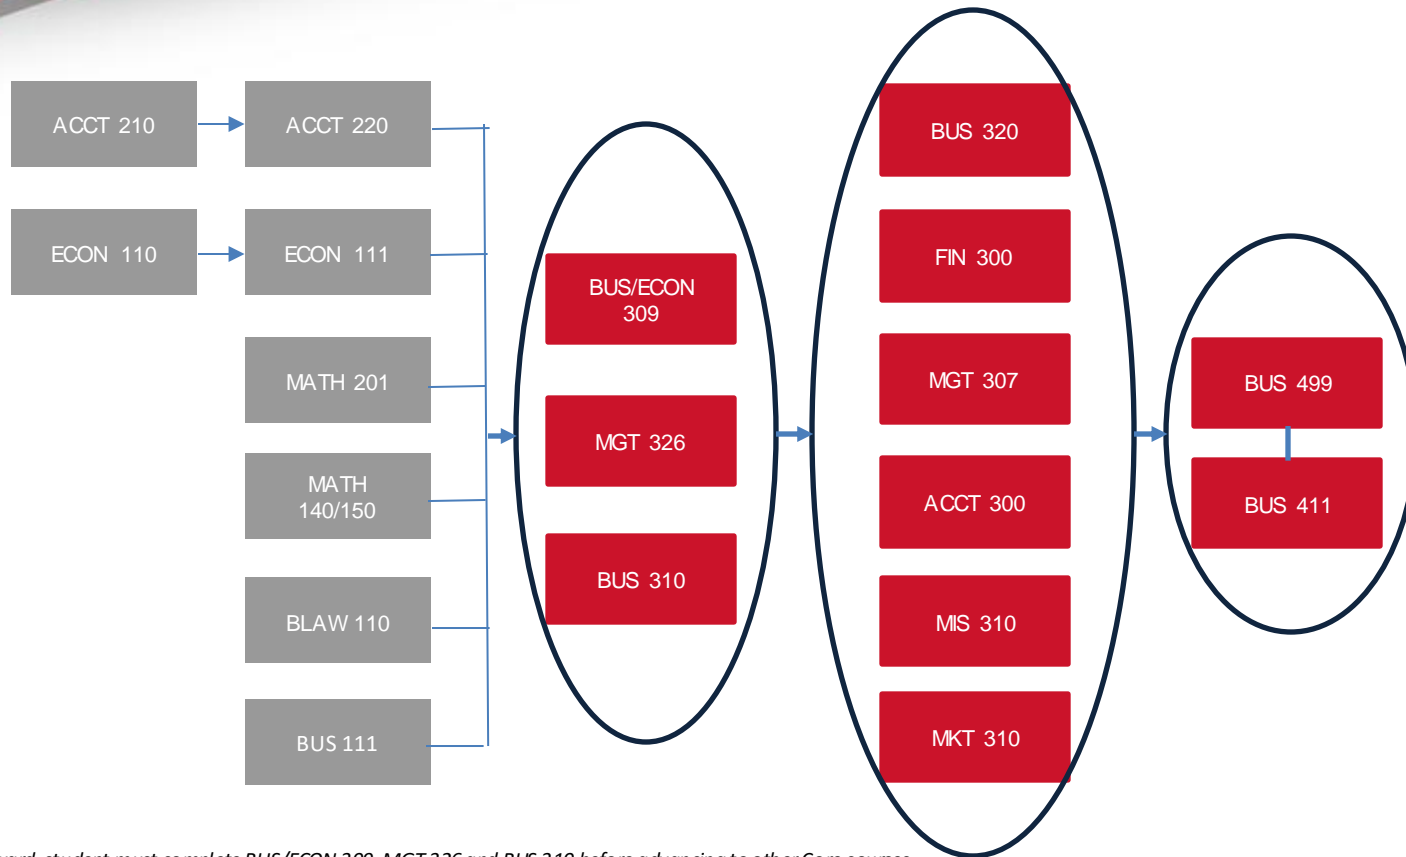 ACCT 210
ACCT 220
ECON 110
ECON 111
MATH 201
MATH
140/150
BLAW 110
BUS 111
BUS/ECON
309
MGT 326
BUS 310
BUS 320
FIN 300
MGT 307
ACCT 300
MIS 310
MKT 310
BUS 499
BUS 411
student must complete BUS/ECON 309, MGT 326 and BUS 310 before advancing to other Core